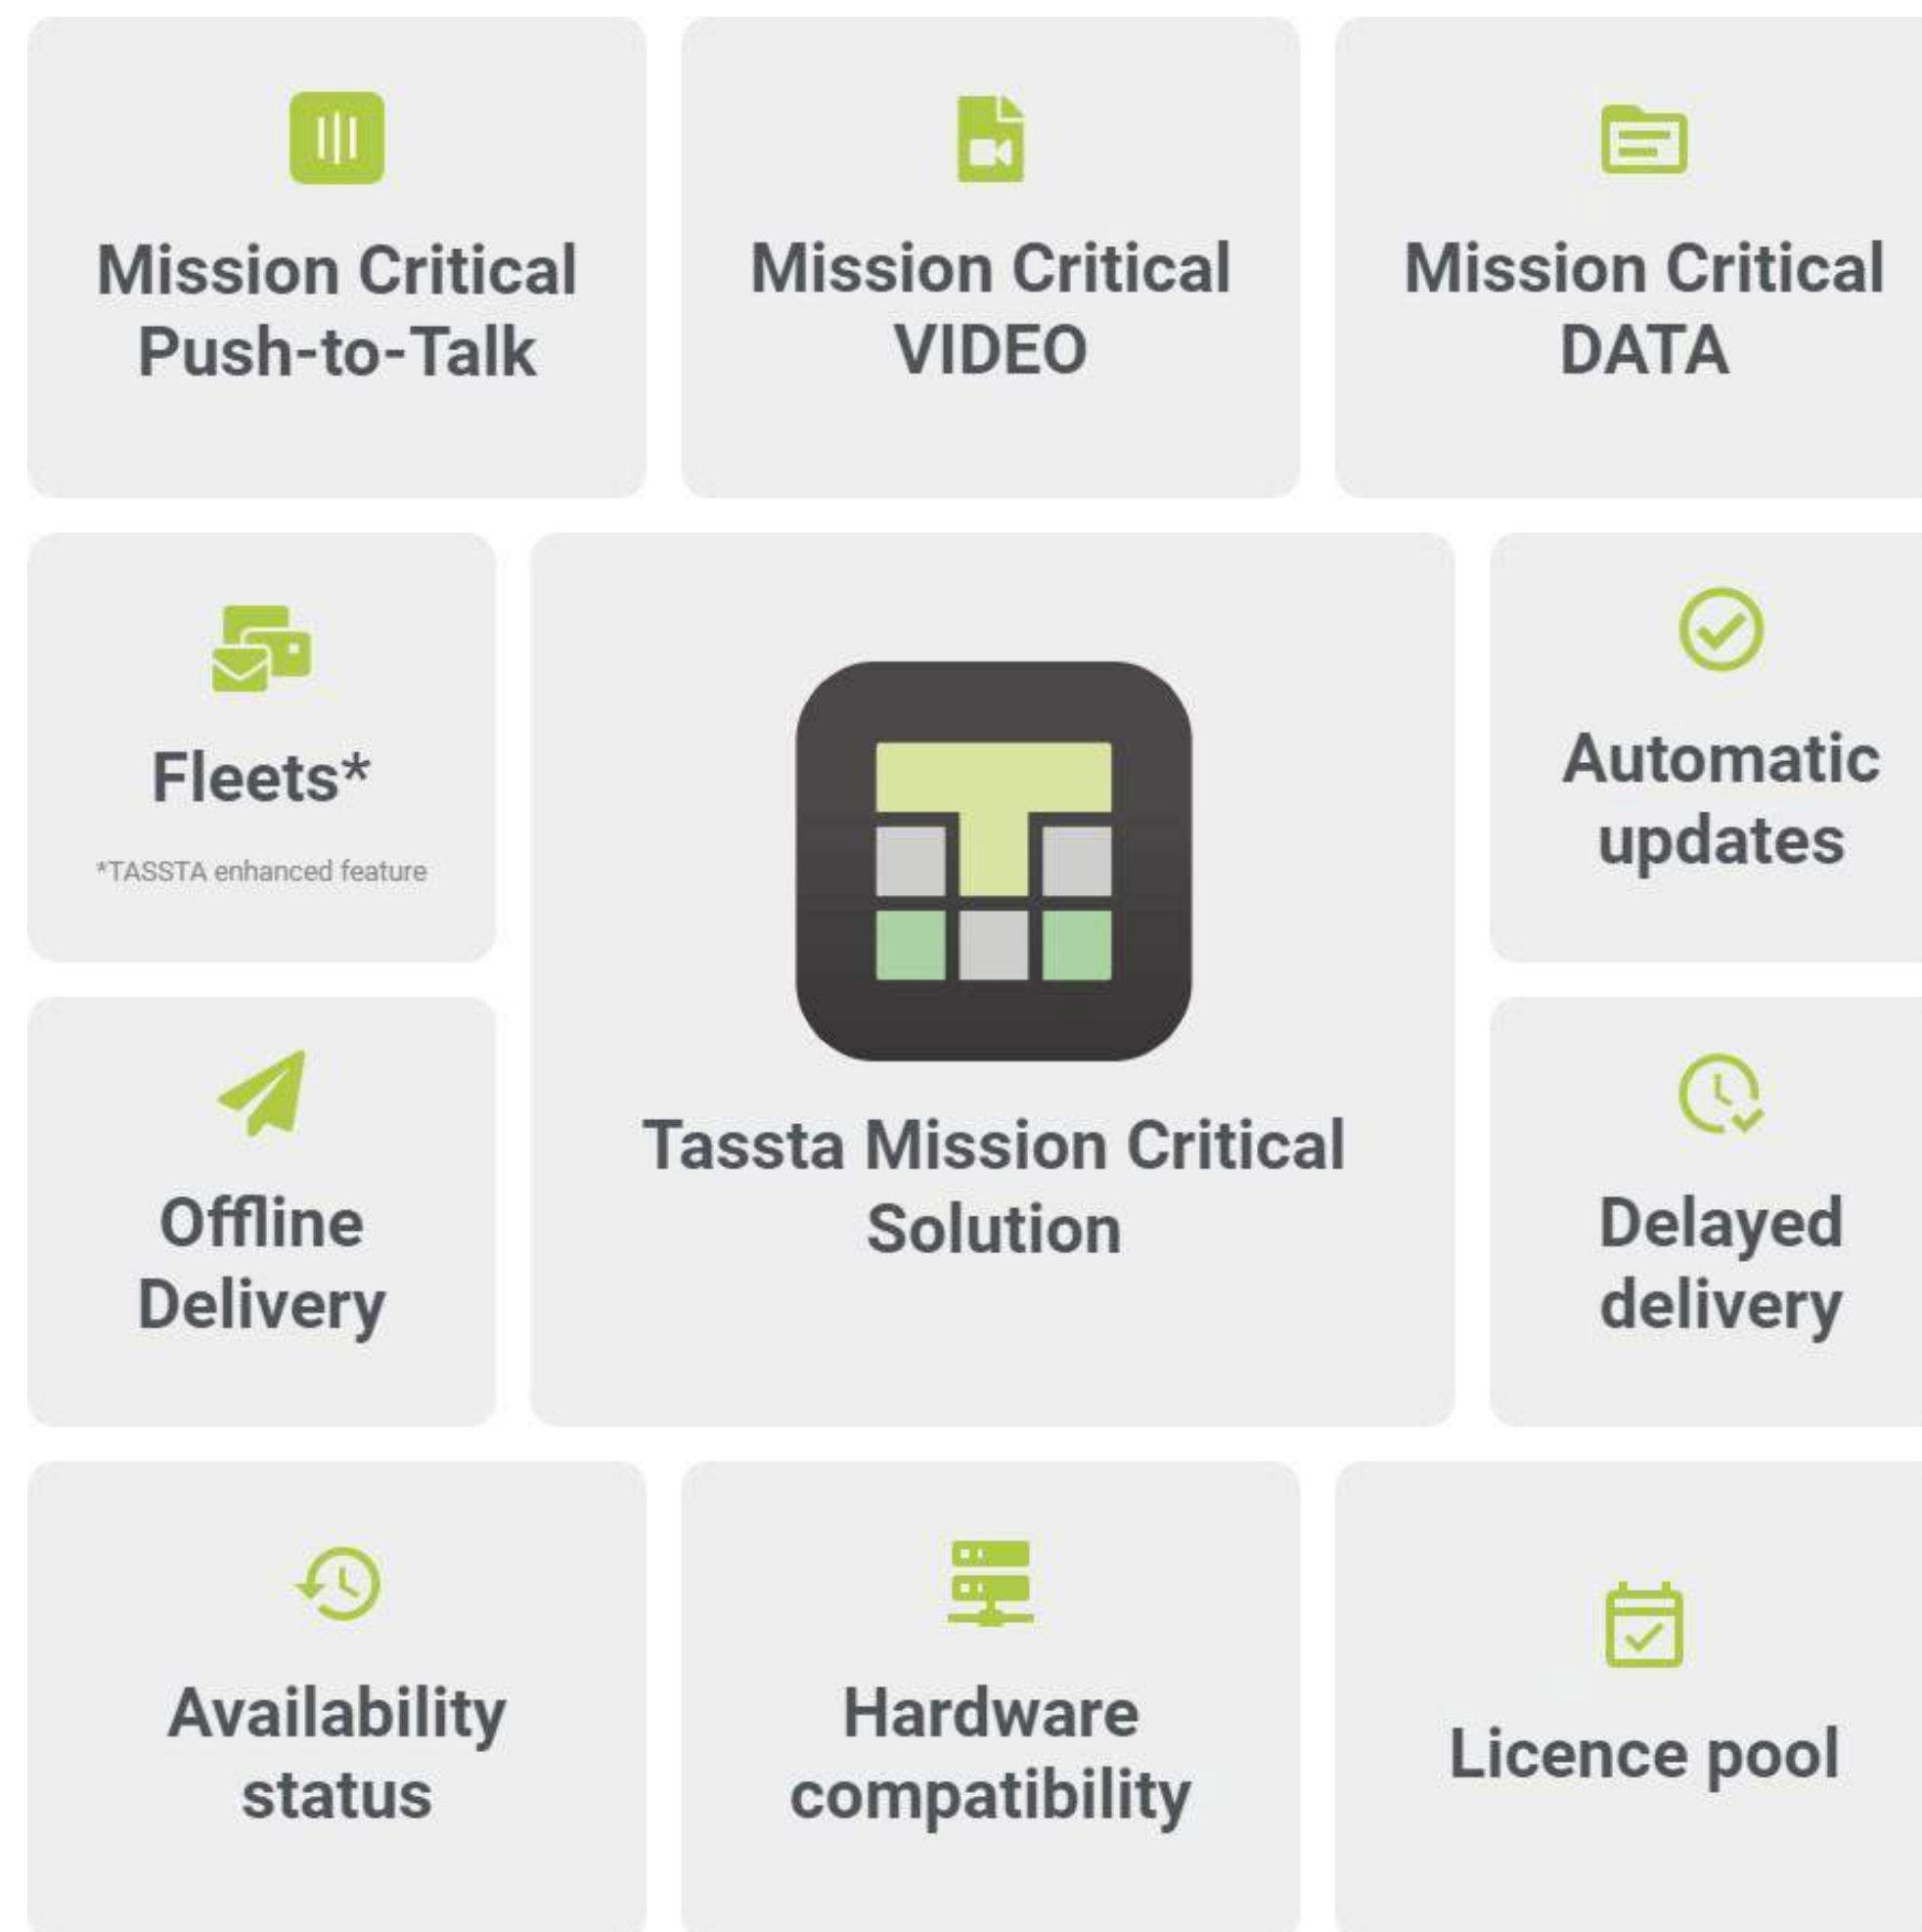 Mission Critical
Push-to-Talk
Mission Critical
VIDEO
Mission Critical
DATA
Fleets*
*TASSTA enhanced feature
Tassta Mission Critical
Solution
Automatic
updates
Offline
Delivery
Delayed
delivery
Availability
status
Hardware
compatibility
Licence pool